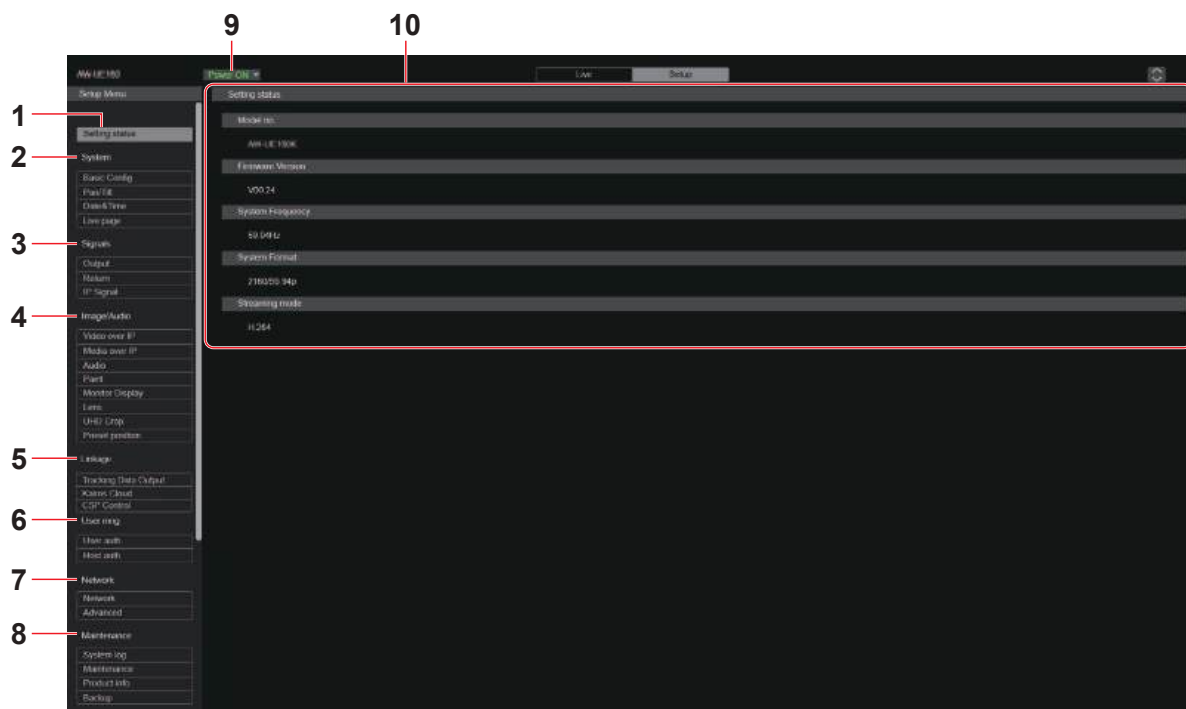 9
10
AW-UE160
Power ON
Live
Setup
Setup Menu
Setting status
1
Setting status
2
System
Basic Config
Pan/Tilt
Date&Time
Live page
3
Signals
Output
Return
IP Signal
4
Image/Audio
Video over IP
Media over IP
Audio
Paint
Monitor Display
Lens
UHD Crop
Preset position
5
Linkage
Tracking Data Output
Kairos Cloud
CSP Control
6
User mng.
User auth.
Host auth.
7
Network
Network
Advanced
8
Maintenance
System log
Maintenance
Product info.
Backup
Model no.
AW-UE160K
Firmware Version
V00.24
System Frequency
59.94Hz
System Format
2160/59.94p
Streaming mode
H.264